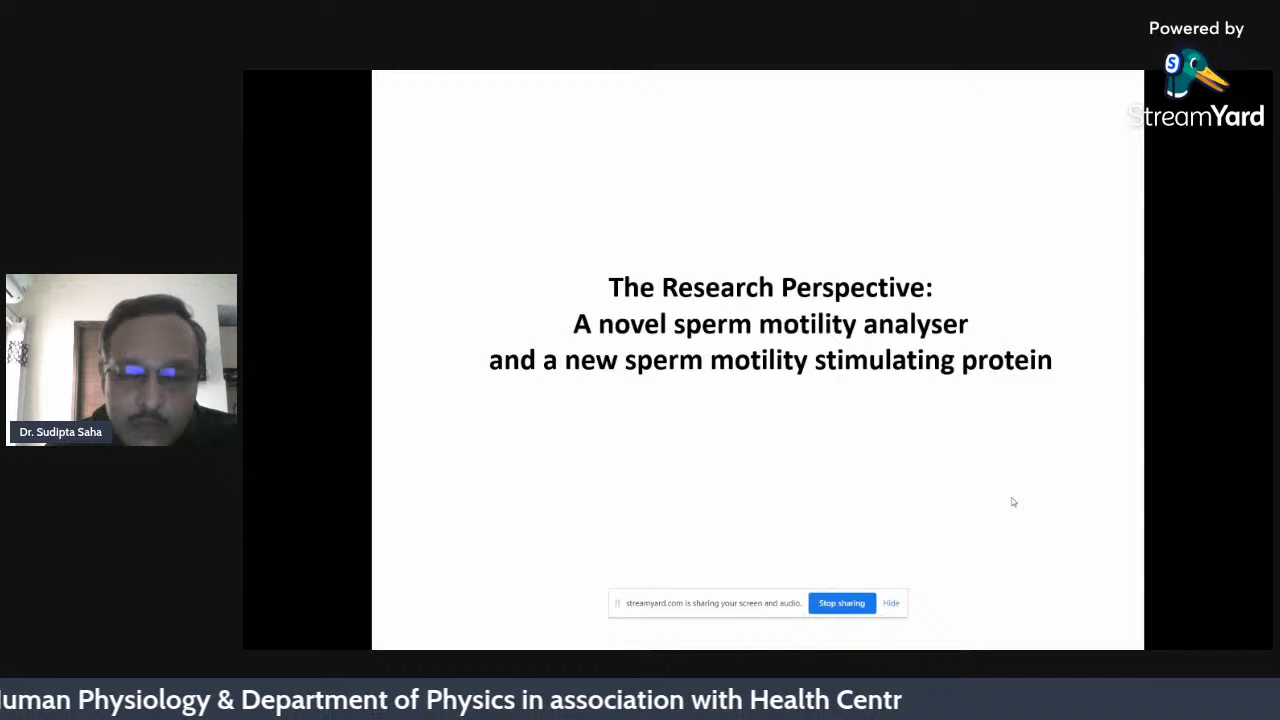 Powered by
StreamYard
The Research Perspective:
A novel sperm motility analyser
and a new sperm motility stimulating protein
Dr. Sudipta Saha
streamyard.com is sharing your screen and audio. Stop sharing Hide
Human Physiology & Department of Physics in association with Health Centr